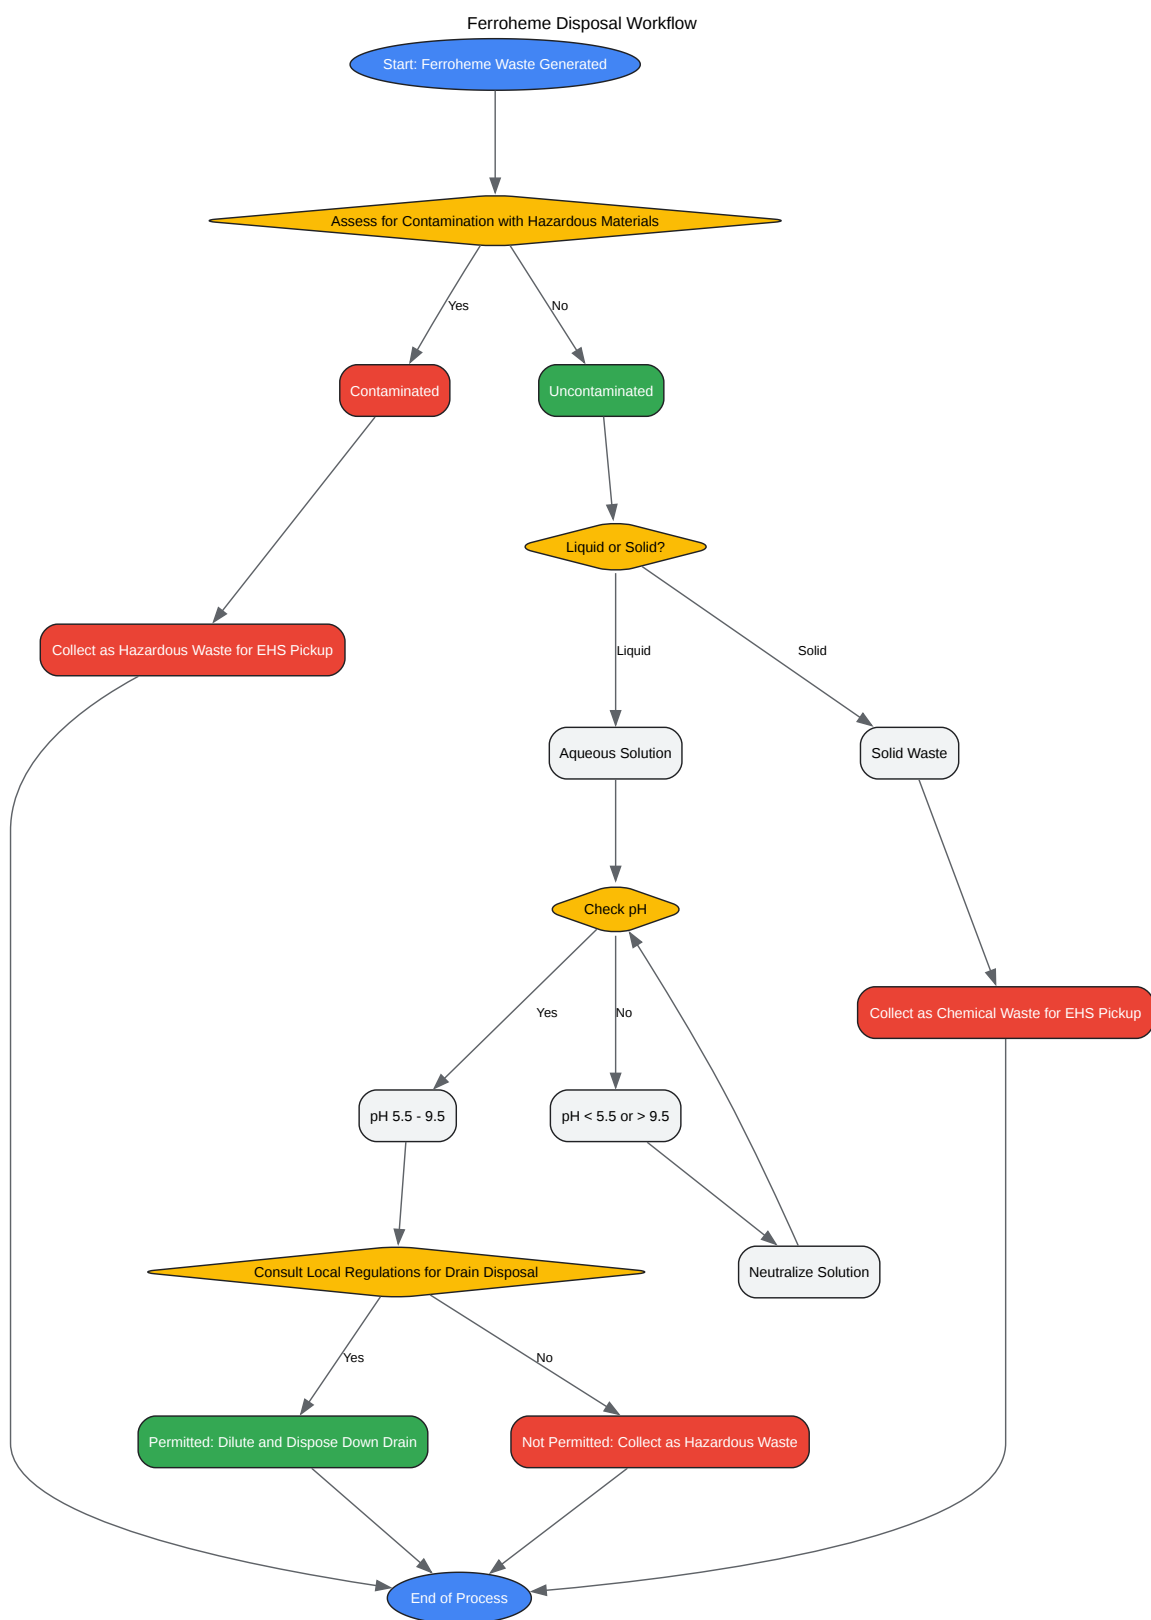 Ferroheme Disposal Workflow
Start: Ferroheme Waste Generated
Assess for Contamination with Hazardous Materials
Yes
No
Contaminated
Uncontaminated
Liquid or Solid?
Collect as Hazardous Waste for EHS Pickup
Liquid
Solid
Aqueous Solution
Solid Waste
Check pH
Yes
No
Collect as Chemical Waste for EHS Pickup
pH 5.5 - 9.5
pH < 5.5 or > 9.5
Consult Local Regulations for Drain Disposal
Neutralize Solution
Yes
No
Permitted: Dilute and Dispose Down Drain
Not Permitted: Collect as Hazardous Waste
End of Process